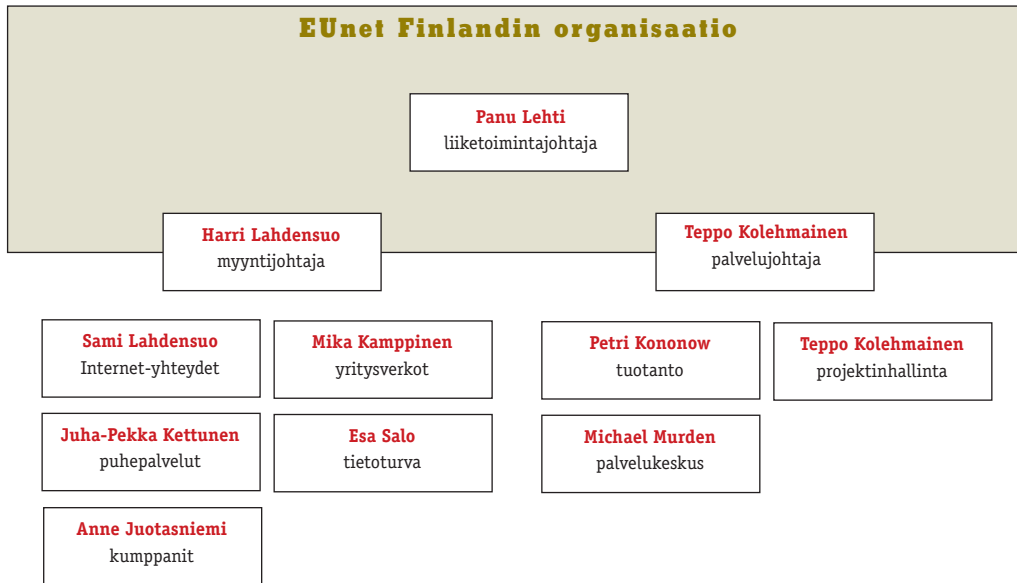 EUnet Finlandin organisaatio
Panu Lehti
liiketoimintajohtaja
Harri Lahdensuo
myyntijohtaja
Teppo Kolehmainen
palvelujohtaja
Sami Lahdensuo
Internet-yhteydet
Mika Kamppinen
yritysverkot
Petri Kononow
tuotanto
Teppo Kolehmainen
projektinhallinta
Juha-Pekka Kettunen
puhepalvelut
Esa Salo
tietoturva
Michael Murden
palvelukeskus
Anne Juotasniemi
kumppanit